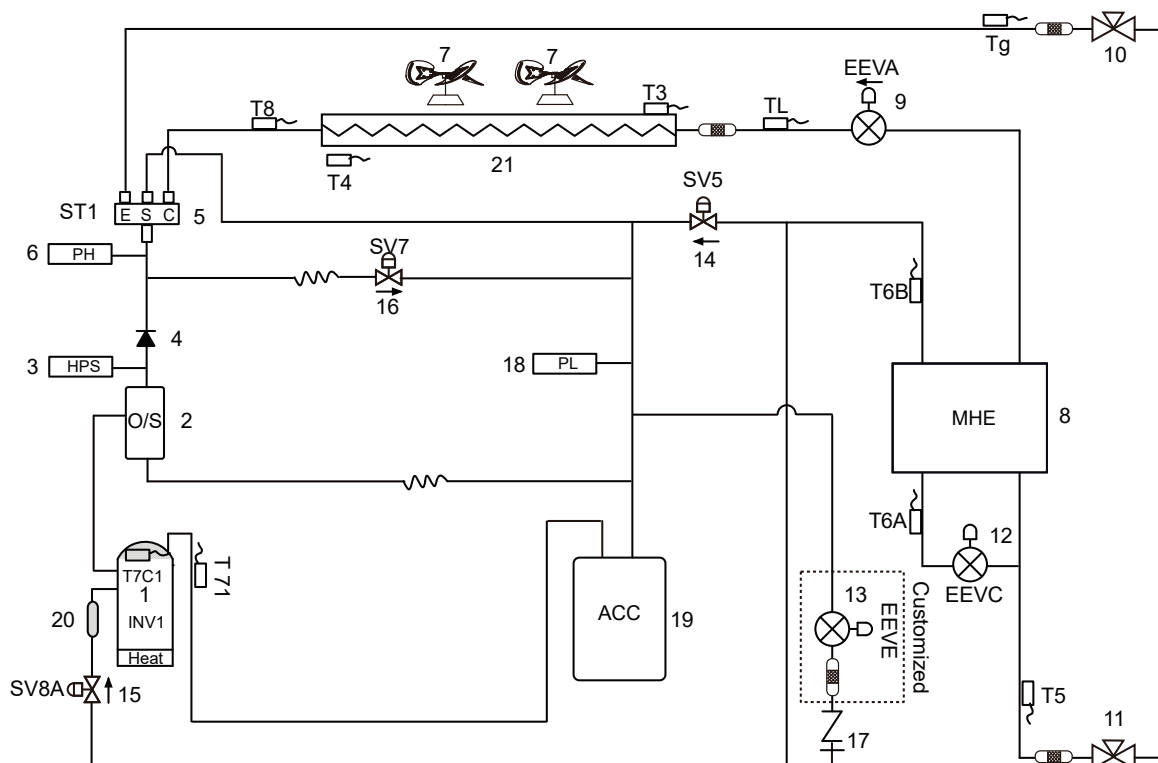 Tg
10
7
7
EEVA
9
T8
T3
TL
T4
21
ST1
E S C
5
SV5
14
6
PH
SV7
16
T6B
4
3
HPS
18
PL
O/S
2
MHE
8
T6A
12
EEVC
T7C1
1
INV1
Heat
T 71
20
SV8A
15
ACC
19
13
EEVE
Customized
17
T5
11